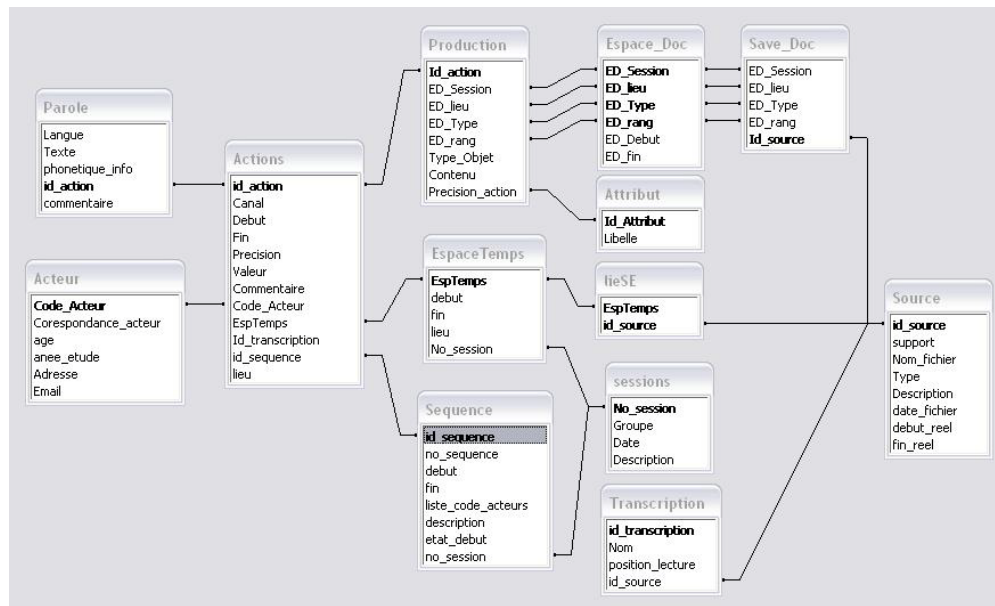 Parole
Langue
Texte
phonetique_info
id_action
commentaire
Acteur
Code_Acteur
Corespondance_acteur
age
anee_etude
Adresse
Email
Actions
id_action
Canal
Debut
Fin
Precision
Valeur
Commentaire
Code_Acteur
EspTemps
Id_transcription
id_sequence
lieu
Production
Id_action
ED_Session
ED_lieu
ED_Type
ED_rang
Type_Objet
Contenu
Precision_action
EspaceTemps
EspTemps
debut
fin
lieu
No_session
Sequence
id_sequence
no_sequence
debut
fin
liste_code_acteurs
description
etat_debut
no_session
Espace_Doc
ED_Session
ED_lieu
ED_Type
ED_rang
ED_Debut
ED_fin
Attribut
Id_Attribut
Libelle
lieSE
EspTemps
id_source
sessions
No_session
Groupe
Date
Description
Transcription
id_transcription
Nom
position_lecture
id_source
Save_Doc
ED_Session
ED_lieu
ED_Type
ED_rang
Id_source
Source
id_source
support
Nom_fichier
Type
Description
date_fichier
debut_reel
fin_reel